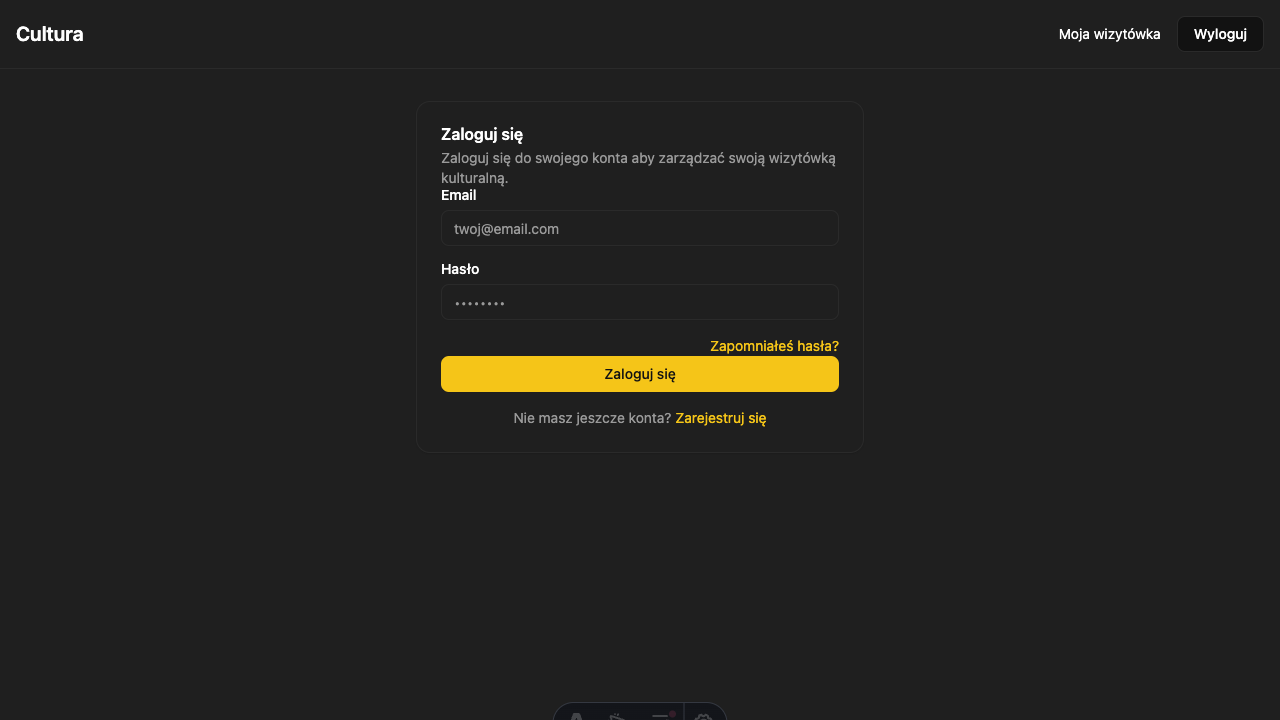 Cultura
Moja wizytówka
Wyloguj
Zaloguj się
Zaloguj się do swojego konta aby zarządzać swoją wizytówką
kulturalną.
Email
twoj@email.com
Hasło
••••••••
Zapomniałeś hasła?
Zaloguj się
Nie masz jeszcze konta? Zarejestruj się